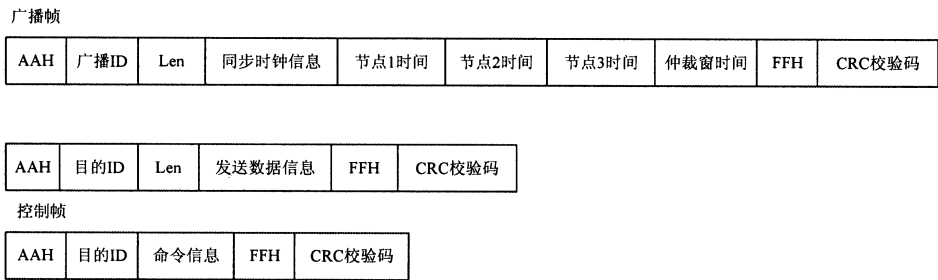 广播帧
AAH 广播ID Len 同步时钟信息 节点1时间 节点2时间 节点3时间 仲裁窗时间 FFH CRC校验码
AAH 目的ID Len 发送数据信息 FFH CRC校验码
控制帧
AAH 目的ID 命令信息 FFH CRC校验码